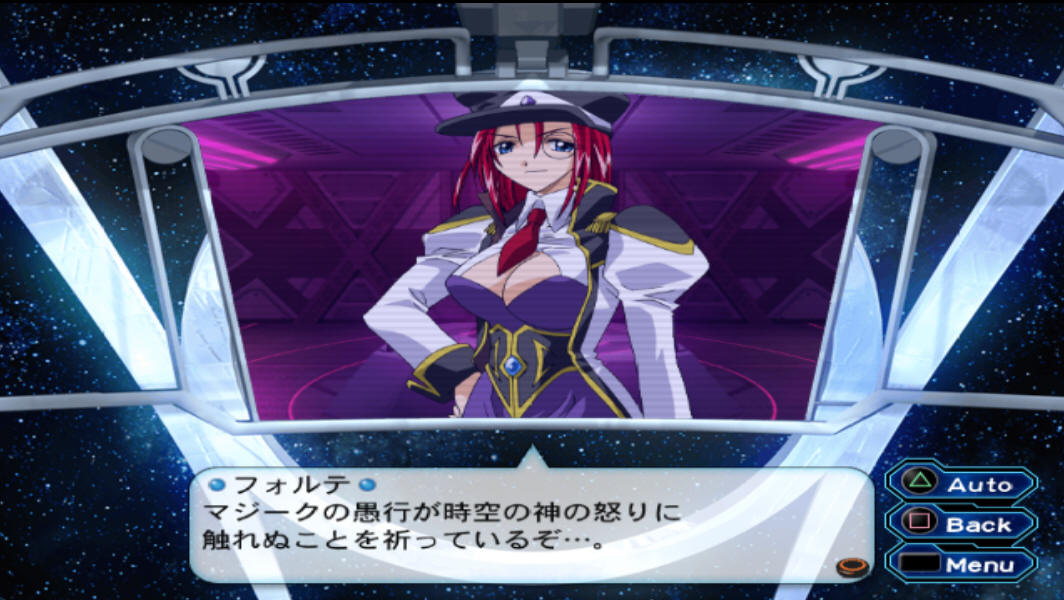 フォルテ
マジークの愚行が時空の神の怒りに
触れぬことを祈っているぞ…。
Auto
Back
Menu